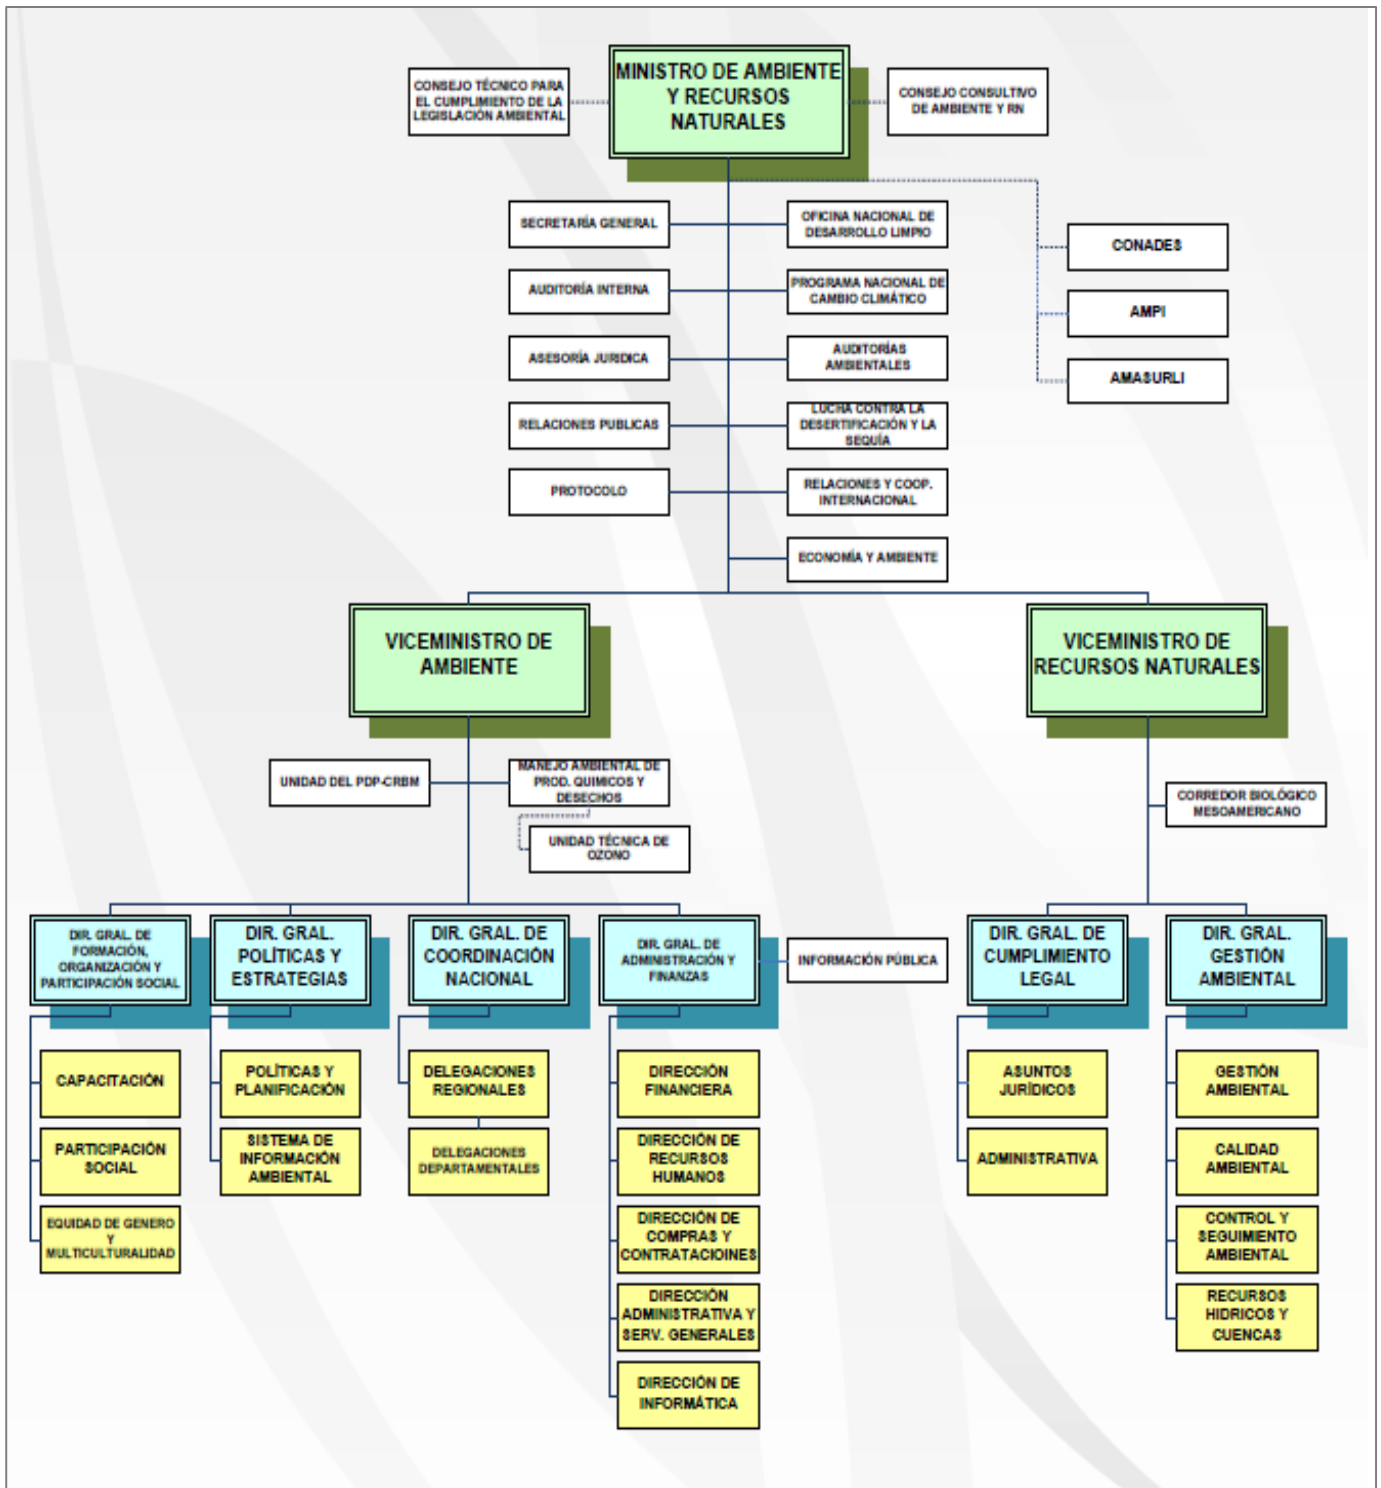 CONSEJO TÉCNICO PARA
EL CUMPLIMIENTO DE LA
LEGISLACIÓN AMBIENTAL
MINISTRO DE AMBIENTE
Y RECURSOS
NATURALES
CONSEJO CONSULTIVO
DE AMBIENTE Y RN
SECRETARÍA GENERAL
OFICINA NACIONAL DE
DESARROLLO LIMPIO
CONADES
AUDITORÍA INTERNA
PROGRAMA NACIONAL DE
CAMBIO CLIMÁTICO
AMPI
ASESORÍA JURIDICA
AUDITORÍAS
AMBIENTALES
AMASURLI
RELACIONES PUBLICAS
LUCHA CONTRA LA
DESERTIFICACIÓN Y LA
SEQUÍA
PROTOCOLO
RELACIONES Y COOP.
INTERNACIONAL
ECONOMÍA Y AMBIENTE
VICEMINISTRO DE
AMBIENTE
VICEMINISTRO DE
RECURSOS NATURALES
UNIDAD DEL PDP-CRBM
MANEJO AMBIENTAL DE
PROD. QUIMICOS Y
DESECHOS
UNIDAD TÉCNICA DE
OZONO
CORREDOR BIOLÓGICO
MESOAMERICANO
DIR. GRAL. DE
FORMACIÓN,
ORGANIZACIÓN Y
PARTICIPACIÓN SOCIAL
DIR. GRAL.
POLÍTICAS Y
ESTRATEGIAS
DIR. GRAL. DE
COORDINACIÓN
NACIONAL
DIR. GRAL. DE
ADMINISTRACIÓN Y
FINANZAS
INFORMACIÓN PÚBLICA
DIR. GRAL. DE
CUMPLIMIENTO
LEGAL
DIR. GRAL.
GESTIÓN
AMBIENTAL
CAPACITACIÓN
PARTICIPACIÓN
SOCIAL
EQUIDAD DE GENERO
Y
MULTICULTURALIDAD
POLÍTICAS Y
PLANIFICACIÓN
SISTEMA DE
INFORMACIÓN
AMBIENTAL
DELEGACIONES
REGIONALES
DELEGACIONES
DEPARTAMENTALES
DIRECCIÓN
FINANCIERA
DIRECCIÓN DE
RECURSOS
HUMANOS
DIRECCIÓN DE
COMPRAS Y
CONTRATACIOINES
DIRECCIÓN
ADMINISTRATIVA Y
SERV. GENERALES
DIRECCIÓN DE
INFORMÁTICA
ASUNTOS
JURÍDICOS
ADMINISTRATIVA
GESTIÓN
AMBIENTAL
CALIDAD
AMBIENTAL
CONTROL Y
SEGUIMIENTO
AMBIENTAL
RECURSOS
HIDRICOS Y
CUENCAS